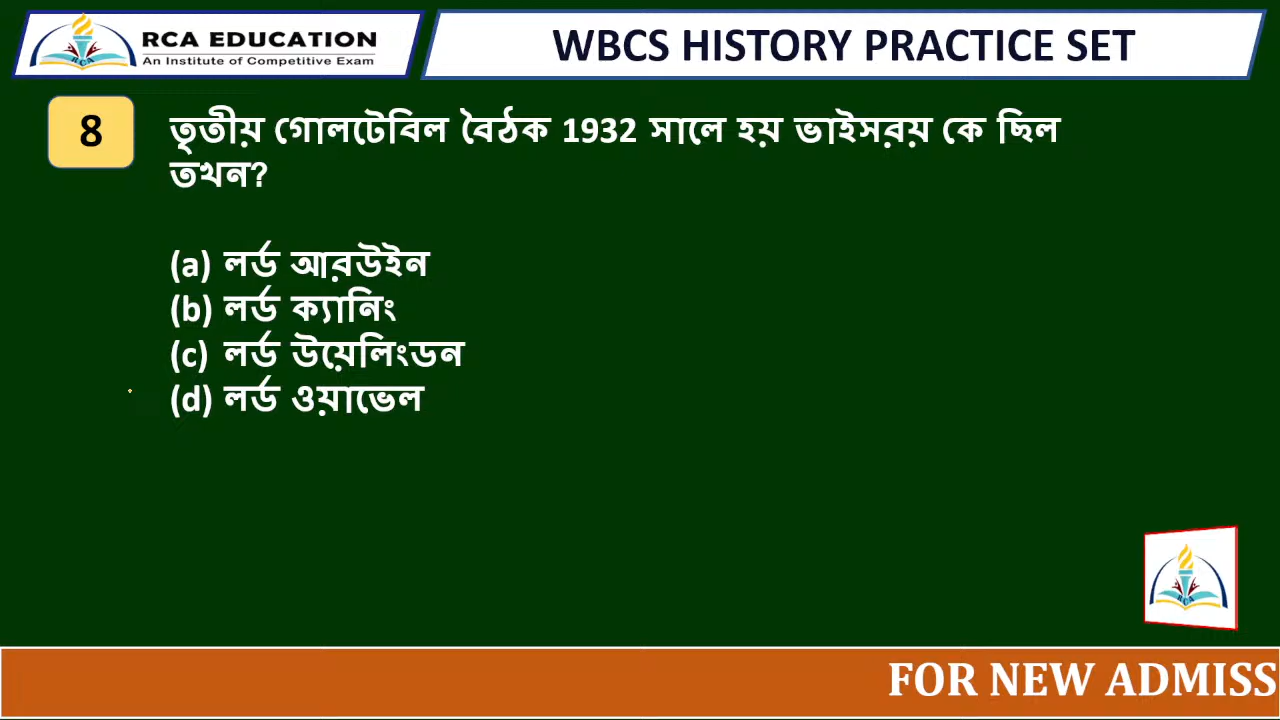 RCA EDUCATION
An Institute of Competitive Exam
WBCS HISTORY PRACTICE SET
8
তৃতীয় গোলটেবিল বৈঠক 1932 সালে হয় ভাইসরয় কে ছিল
তখন?
(a) লর্ড আরউইন
(b) লর্ড ক্যানিং
(c) লর্ড উয়েলিংডন
(d) লর্ড ওয়াভেল
FOR NEW ADMISS